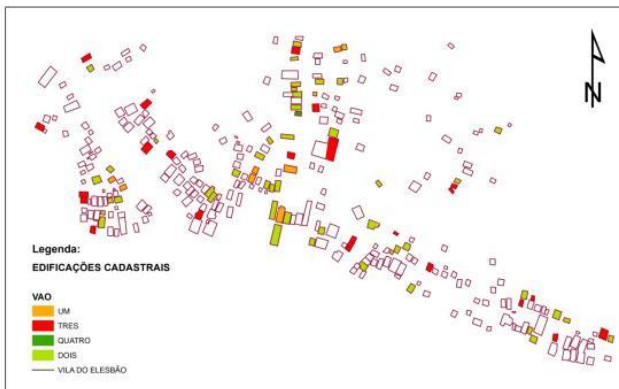 N
Legenda:
EDIFICAÇÕES CADASTRAIS
VAO
UM
TRES
QUATRO
DOIS
VILA DO ELESBÃO